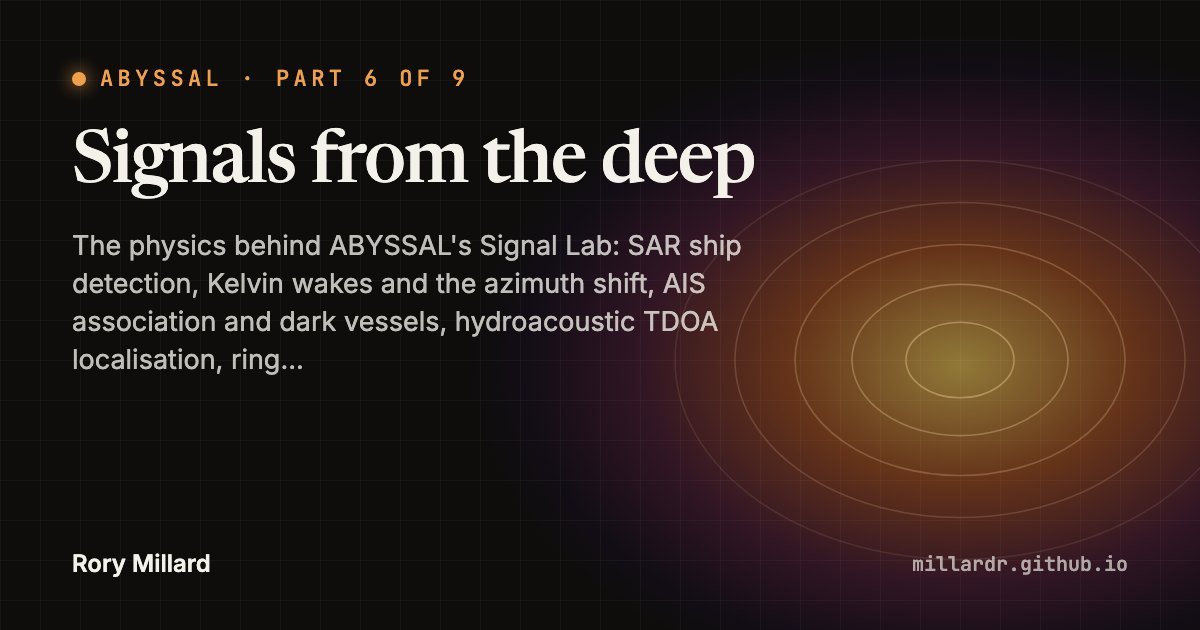 ABYSSAL · PART 6 OF 9
Signals from the deep
The physics behind ABYSSAL's Signal Lab: SAR ship
detection, Kelvin wakes and the azimuth shift, AIS
association and dark vessels, hydroacoustic TDOA
localisation, ring...
Rory Millard
millardr.github.io